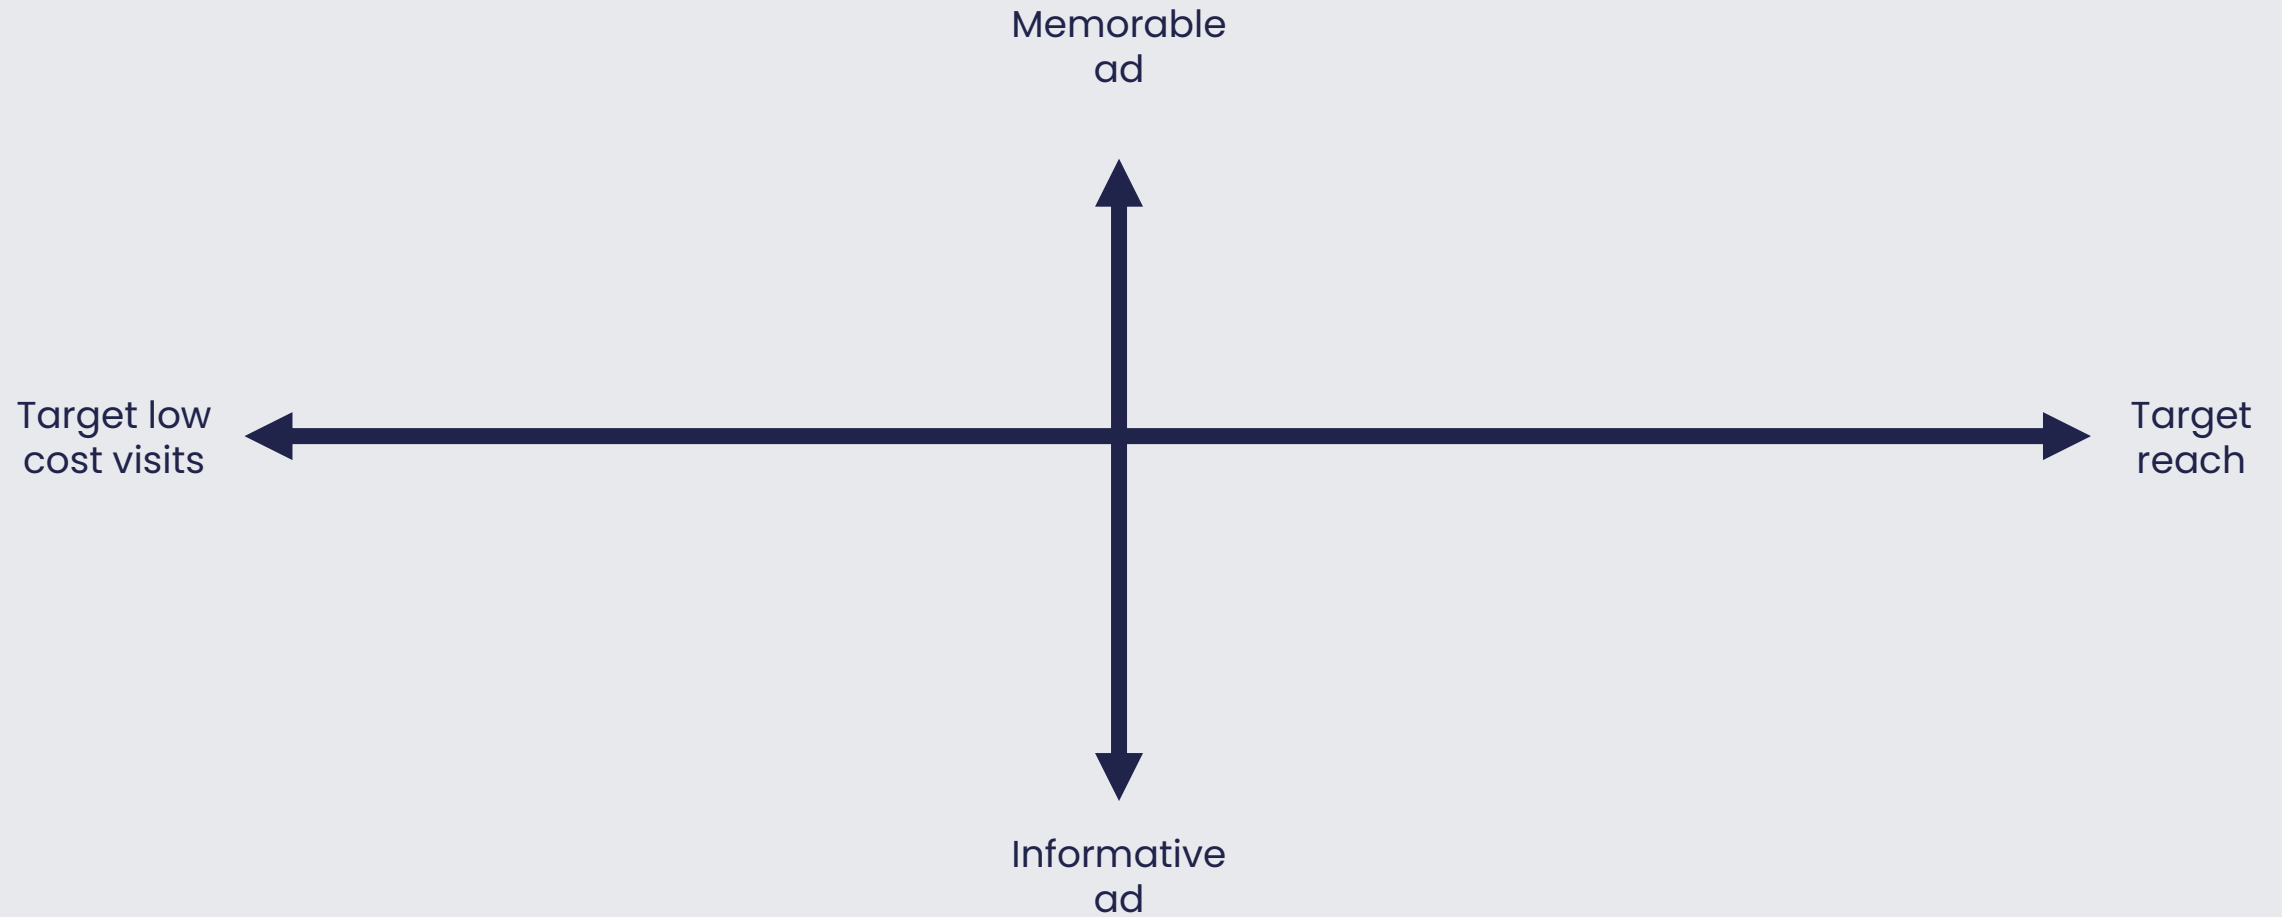 Memorable
ad
Target low
cost visits
Target
reach
Informative
ad